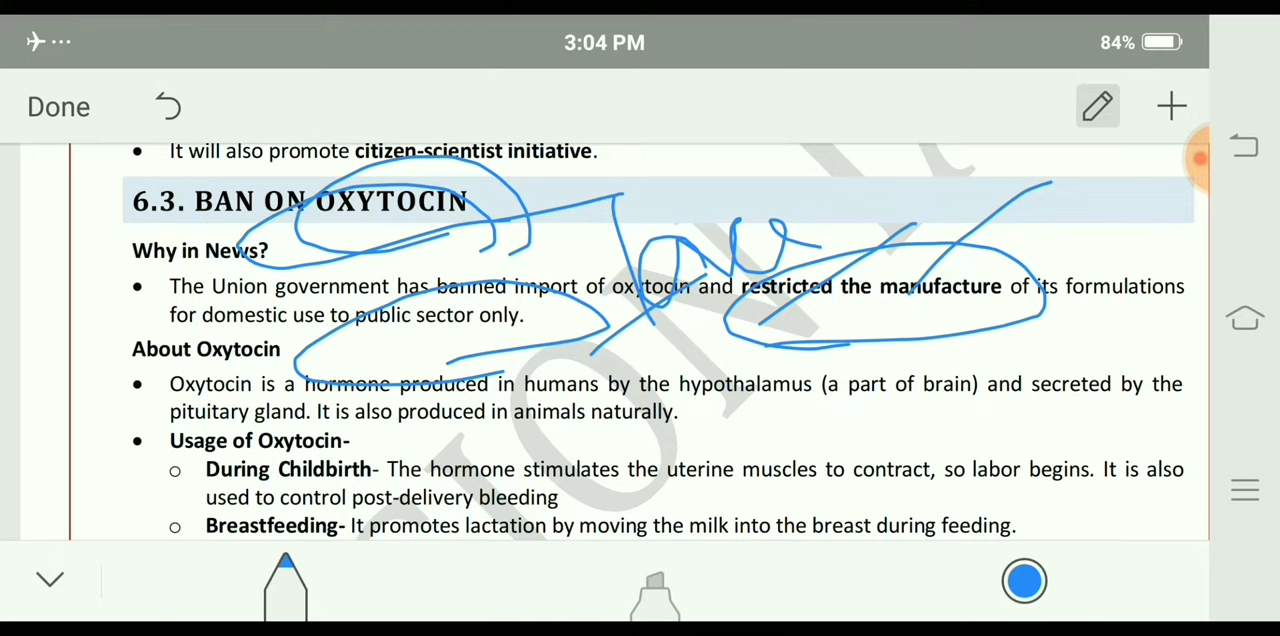 3:04 PM
84%
Done
• It will also promote citizen-scientist initiative.
6.3. BAN ON OXYTOCIN
Why in News?
• The Union government has banned import of oxytocin and restricted the manufacture of its formulations
for domestic use to public sector only.
About Oxytocin
• Oxytocin is a hormone produced in humans by the hypothalamus (a part of brain) and secreted by the
pituitary gland. It is also produced in animals naturally.
• Usage of Oxytocin-
o During Childbirth- The hormone stimulates the uterine muscles to contract, so labor begins. It is also
used to control post-delivery bleeding
o Breastfeeding- It promotes lactation by moving the milk into the breast during feeding.